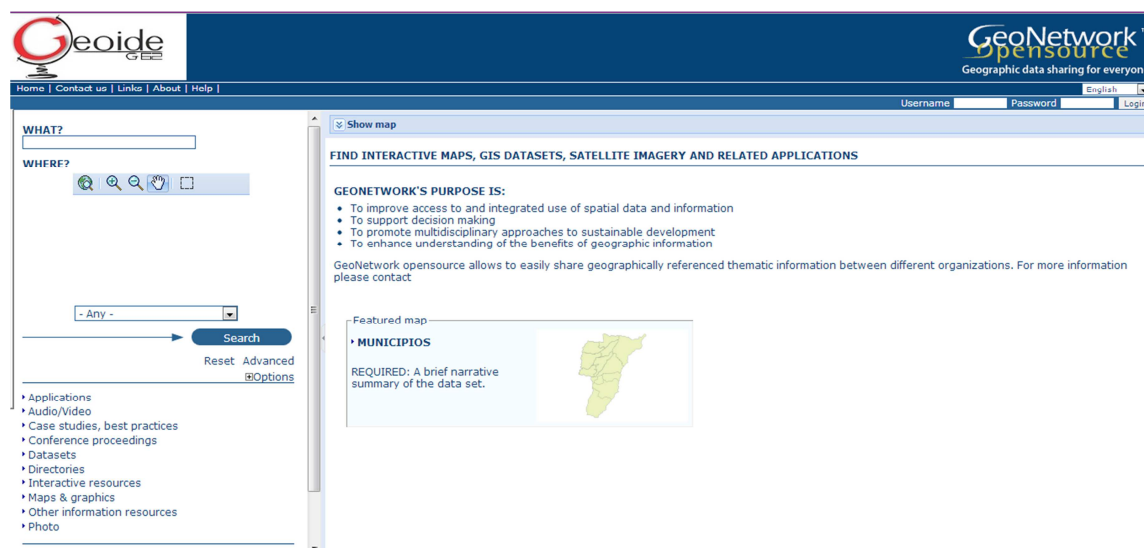 Geoide
GEE
GeoNetwork
Opensource
Geographic data sharing for everyon
Home | Contact us | Links | About | Help |
English
Username
Password
Login
WHAT?
WHERE?
- Any -
Search
Reset Advanced
Options
Applications
Audio/Video
Case studies, best practices
Conference proceedings
Datasets
Directories
Interactive resources
Maps & graphics
Other information resources
Photo
Show map
FIND INTERACTIVE MAPS, GIS DATASETS, SATELLITE IMAGERY AND RELATED APPLICATIONS
GEONETWORK'S PURPOSE IS:
• To improve access to and integrated use of spatial data and information
• To support decision making
• To promote multidisciplinary approaches to sustainable development
• To enhance understanding of the benefits of geographic information
GeoNetwork opensource allows to easily share geographically referenced thematic information between different organizations. For more information
please contact
Featured map
MUNICIPIOS
REQUIRED: A brief narrative
summary of the data set.